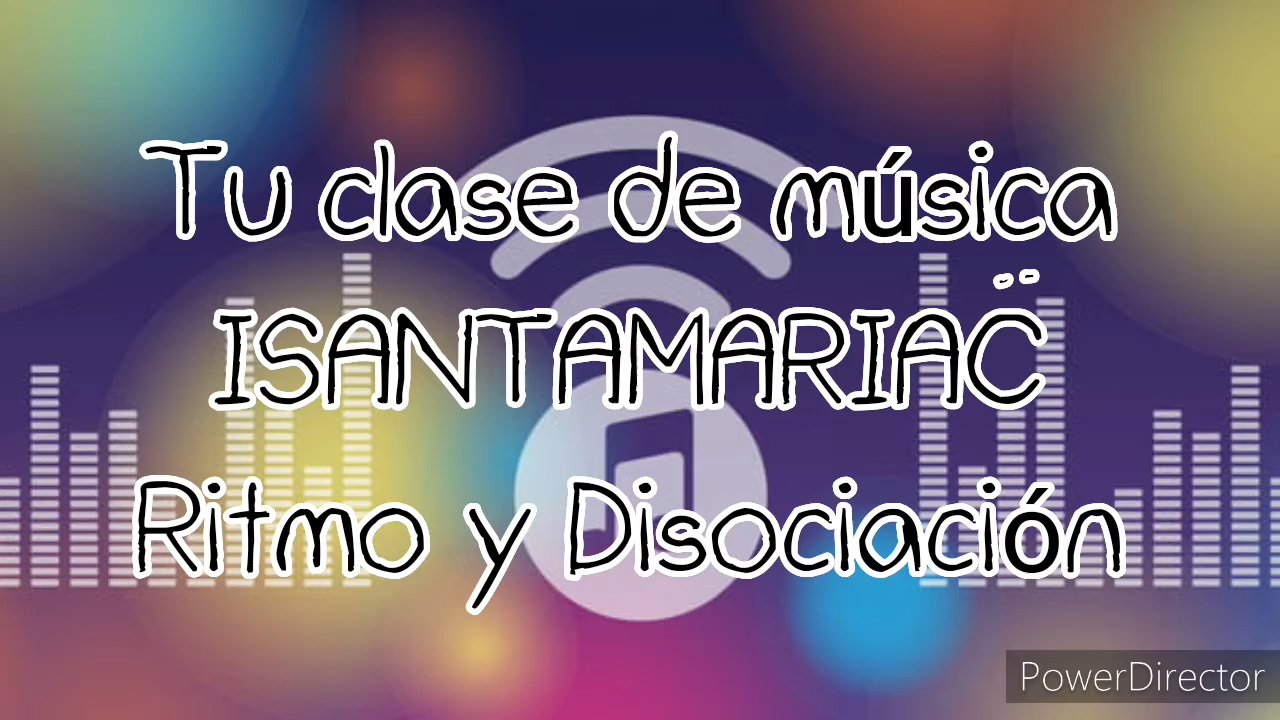 Tu clase de música
ISANTAMARIAC̈
Ritmo y Disociación
PowerDirector